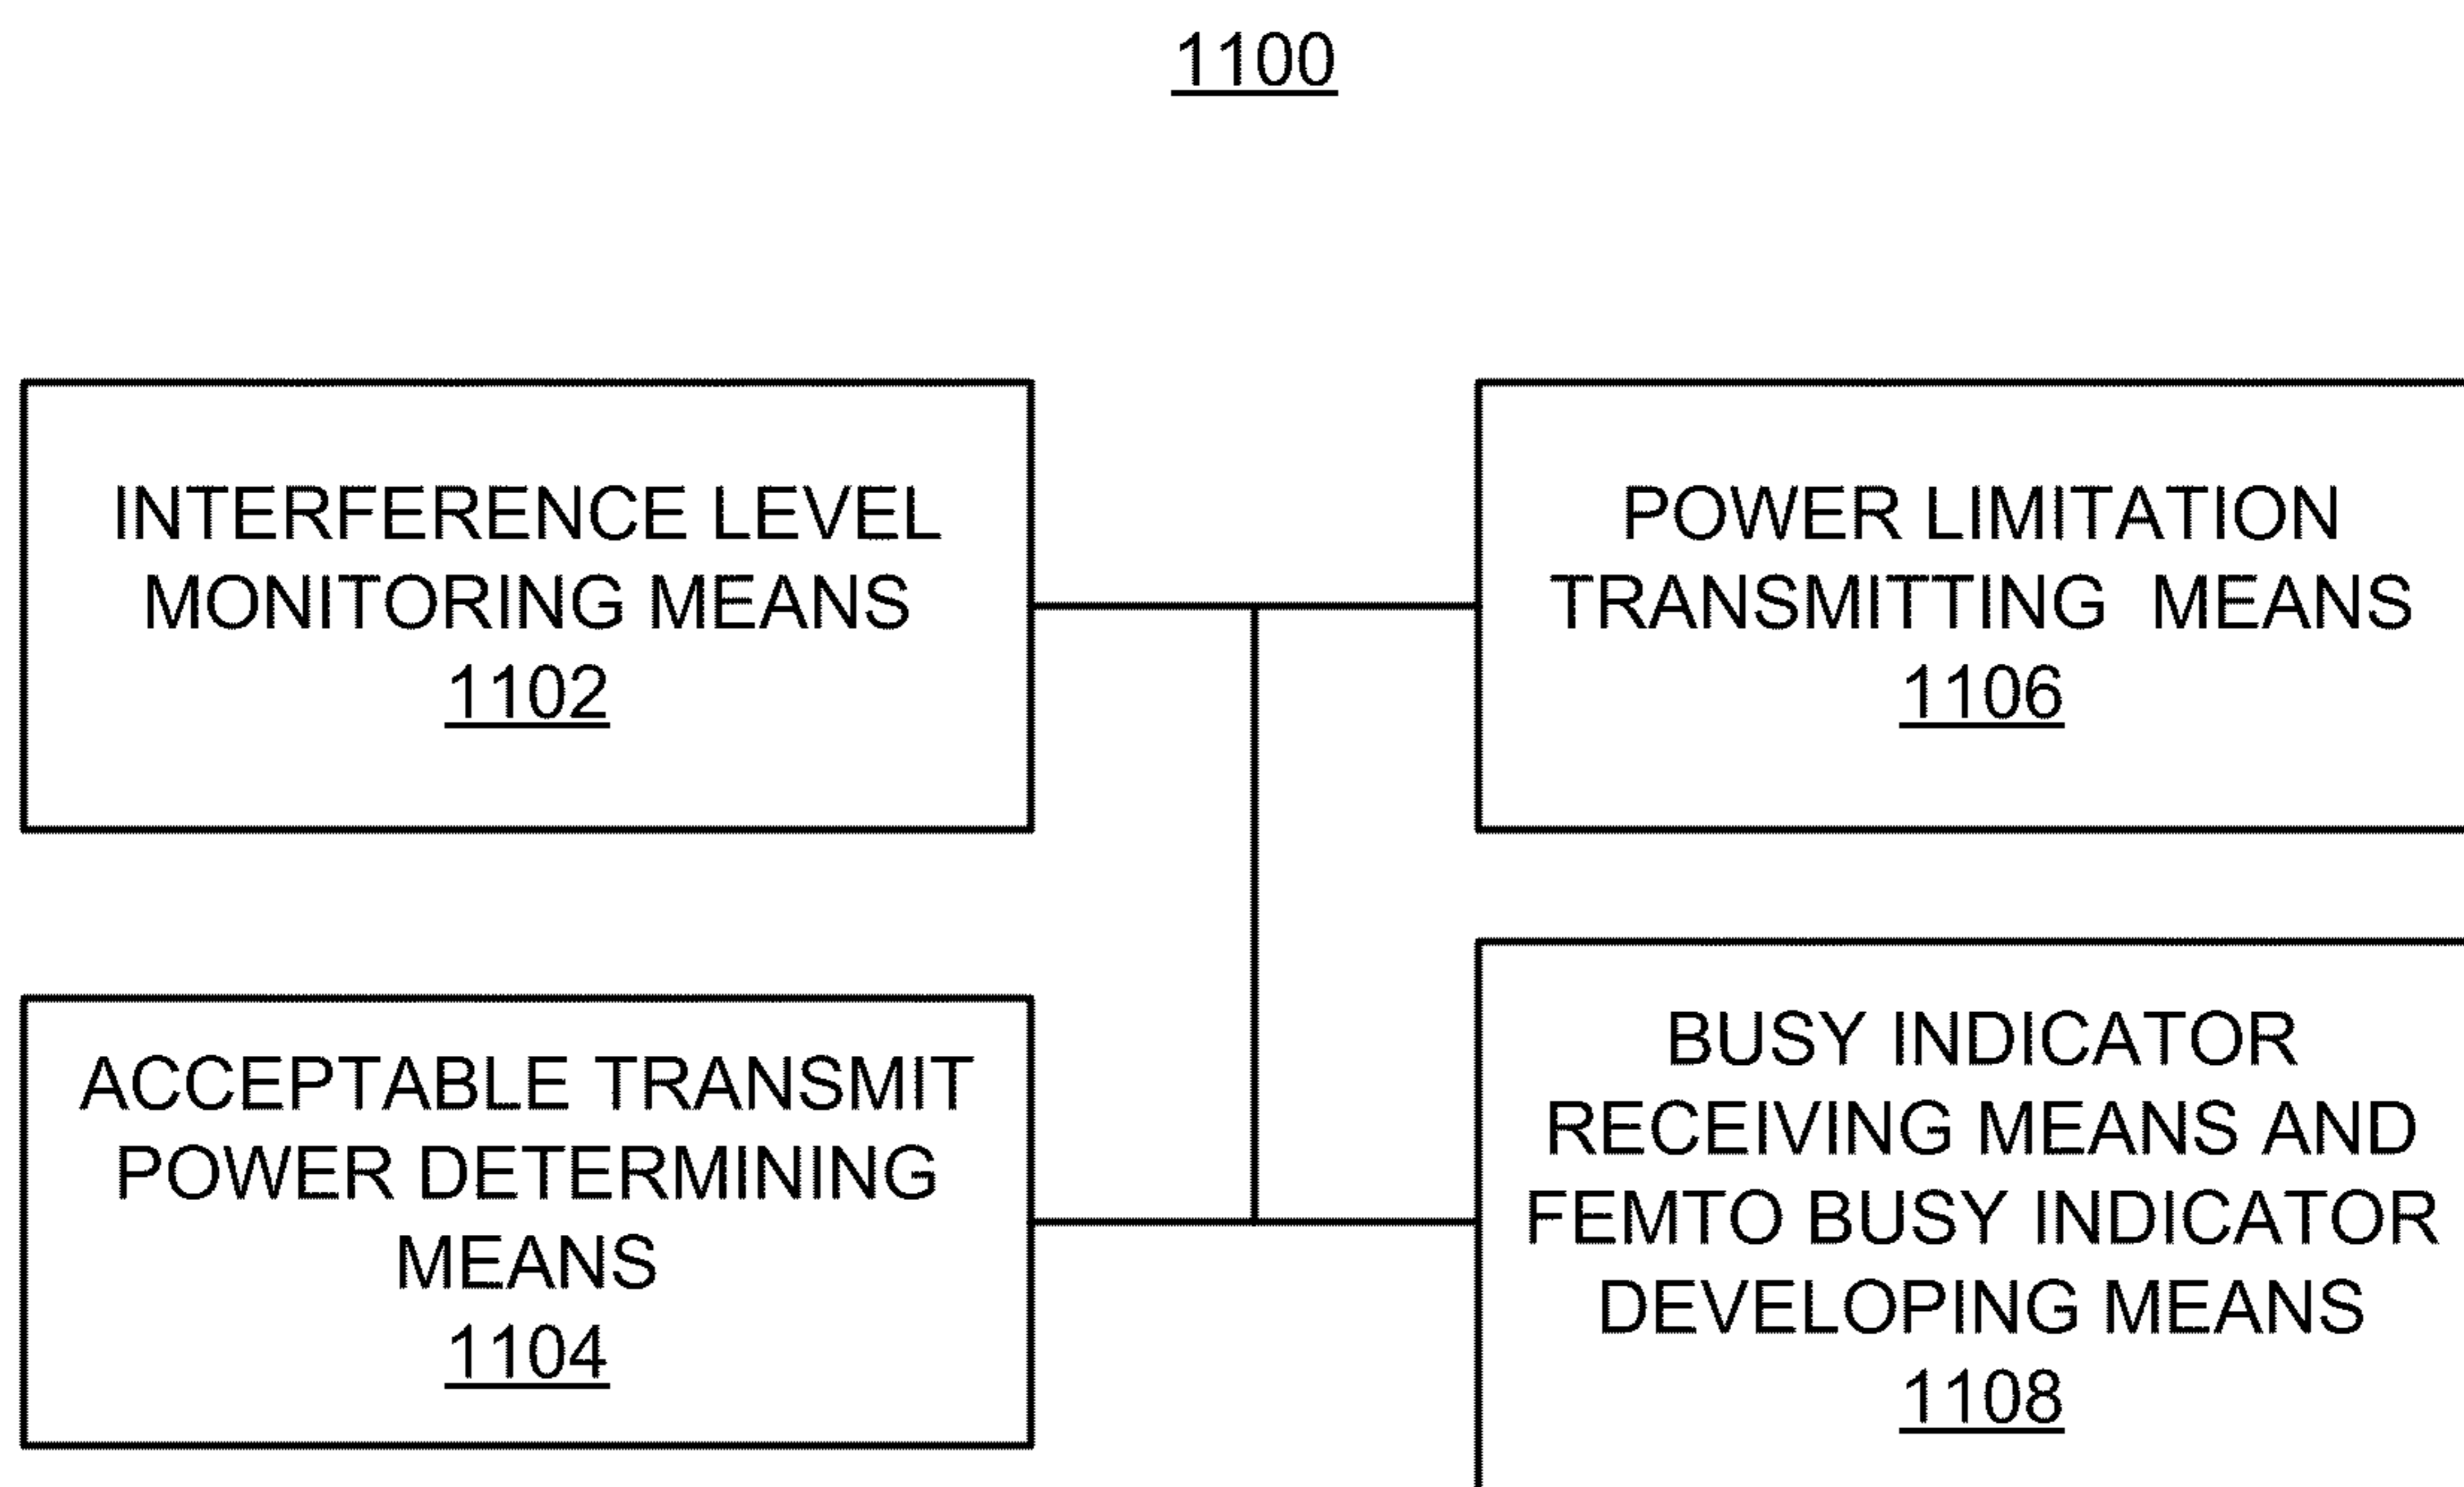 1100
INTERFERENCE LEVEL
MONITORING MEANS
1102
POWER LIMITATION
TRANSMITTING MEANS
1106
ACCEPTABLE TRANSMIT
POWER DETERMINING
MEANS
1104
BUSY INDICATOR
RECEIVING MEANS AND
FEMTO BUSY INDICATOR
DEVELOPING MEANS
1108